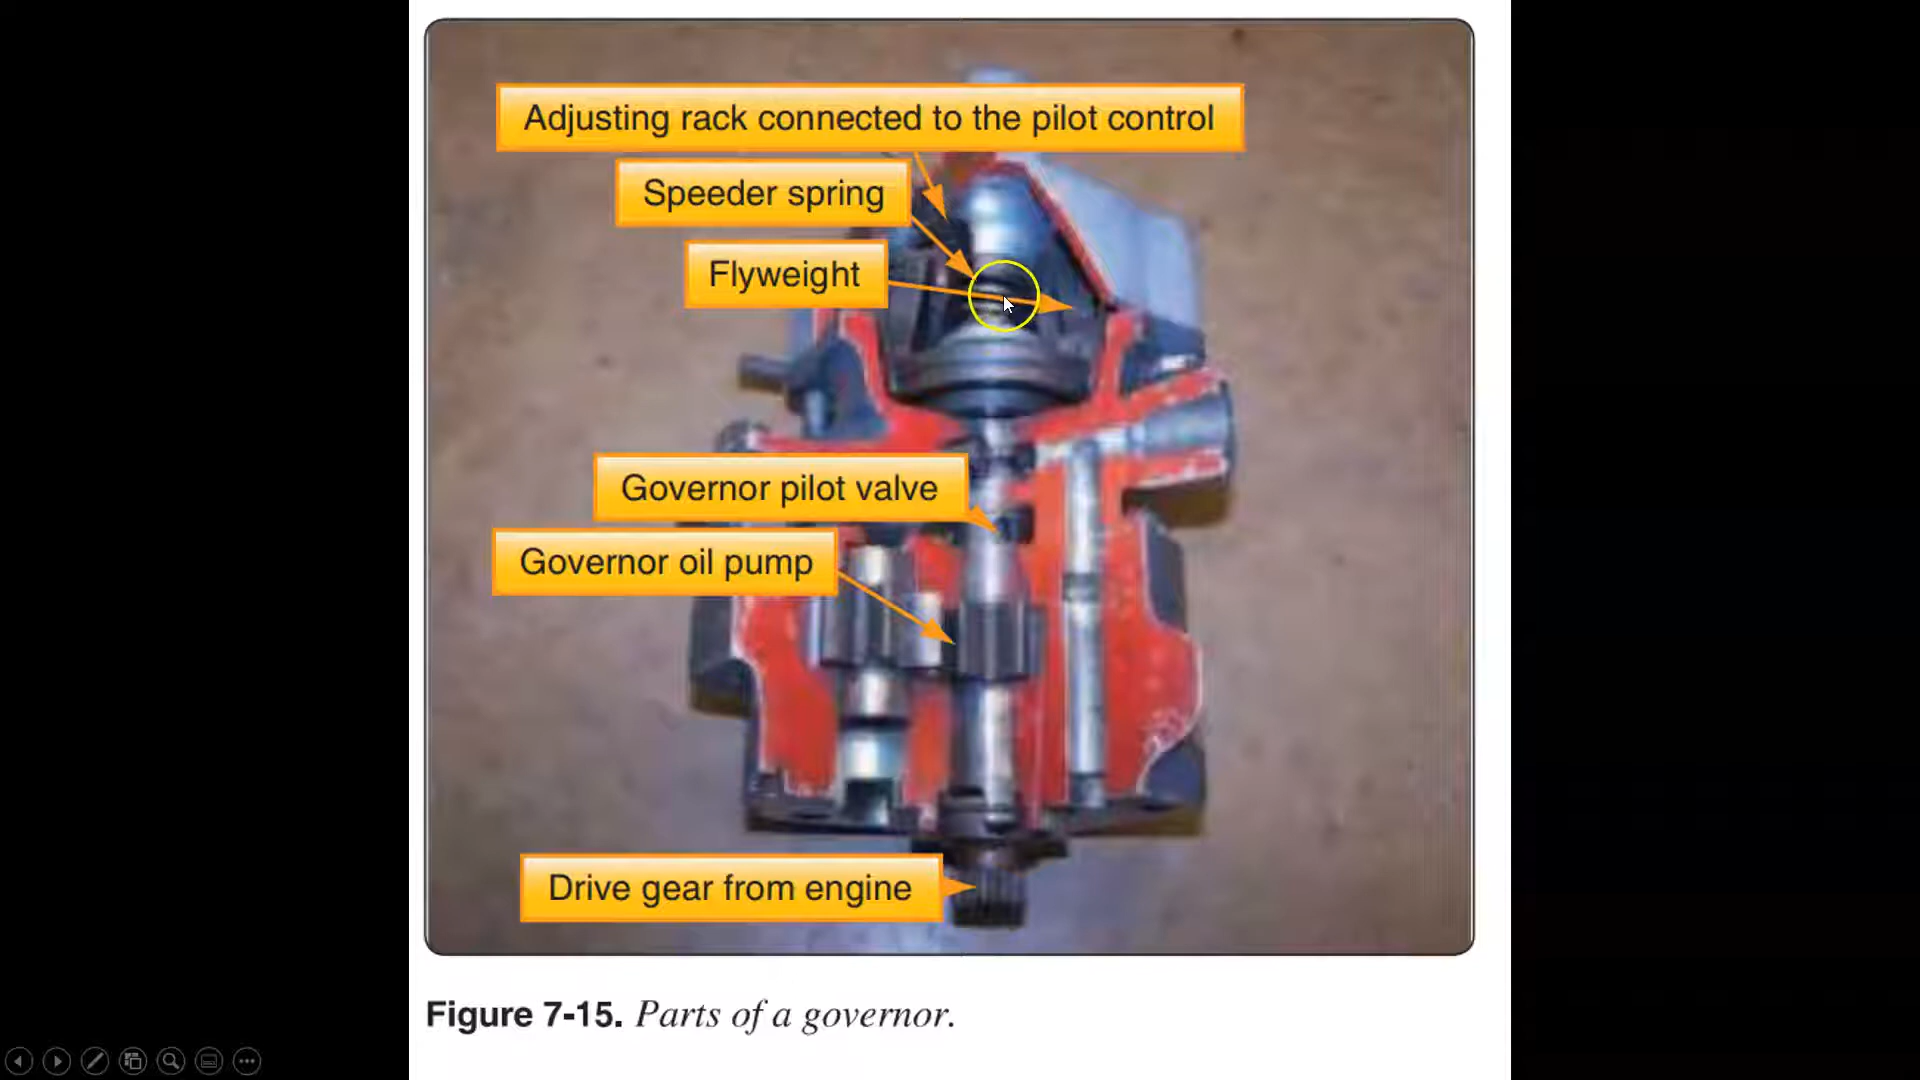 Adjusting rack connected to the pilot control
Speeder spring
Flyweight
Governor pilot valve
Governor oil pump
Drive gear from engine
Figure 7-15. Parts of a governor.